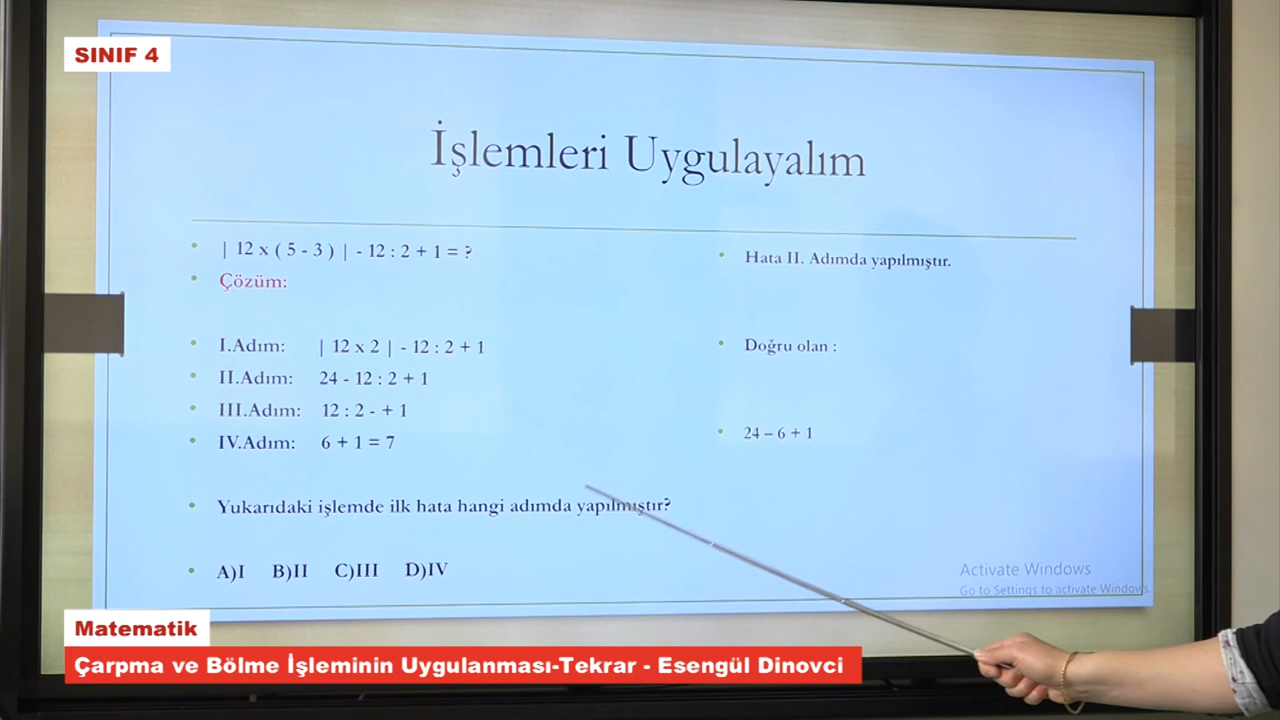 SINIF 4
İşlemleri Uygulayalım
| 12 x ( 5 - 3 ) | - 12 : 2 + 1 = ?
Çözüm:
I.Adım: | 12 x 2 | - 12 : 2 + 1
II.Adım: 24 - 12 : 2 + 1
III.Adım: 12 : 2 - + 1
IV.Adım: 6 + 1 = 7
Yukarıdaki işlemde ilk hata hangi adımda yapılmıştır?
A)I B)II C)III D)IV
Hata II. Adımda yapılmıştır.
Doğru olan :
24 – 6 + 1
Activate Windows
Go to Settings to activate Windows.
Matematik
Çarpma ve Bölme İşleminin Uygulanması-Tekrar - Esengül Dinovci